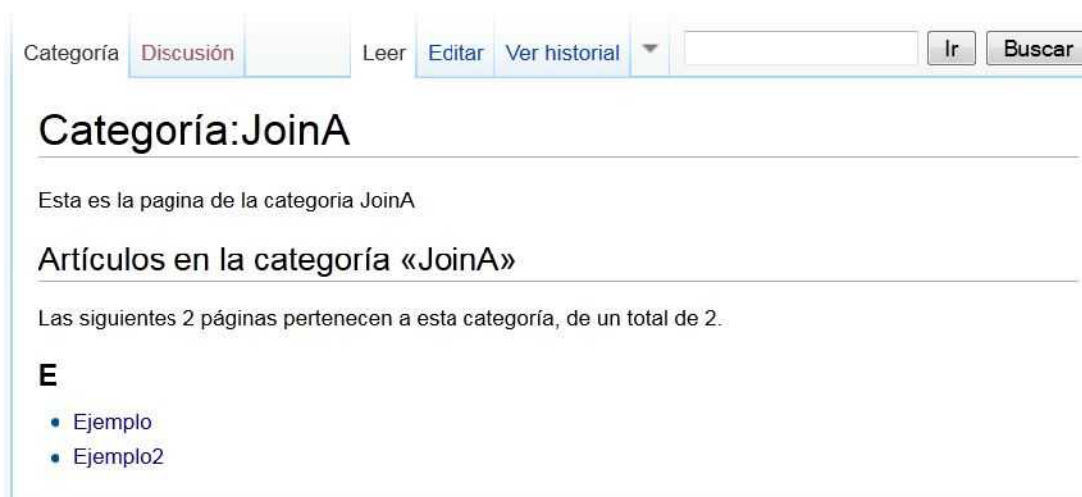 Categoría Discusión Leer Editar Ver historial Ir Buscar
Categoría:JoinA
Esta es la pagina de la categoria JoinA
Artículos en la categoría «JoinA»
Las siguientes 2 páginas pertenecen a esta categoría, de un total de 2.
E
Ejemplo
Ejemplo2